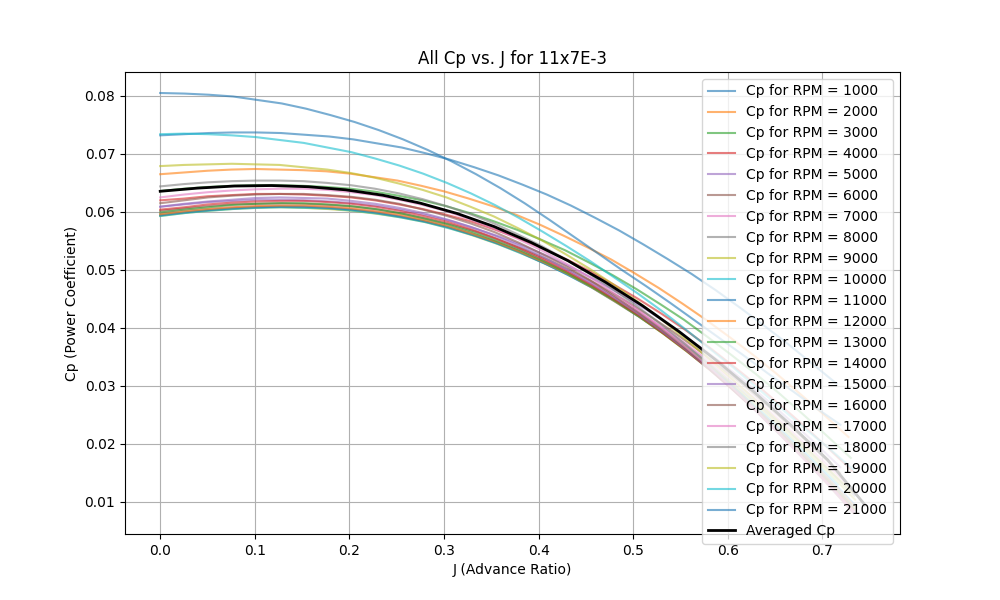 All Cp vs. J for 11x7E-3
Cp (Power Coefficient)
0.08
0.07
0.06
0.05
0.04
0.03
0.02
0.01
0.0
0.1
0.2
0.3
0.4
0.5
0.6
0.7
J (Advance Ratio)
Cp for RPM = 1000
Cp for RPM = 2000
Cp for RPM = 3000
Cp for RPM = 4000
Cp for RPM = 5000
Cp for RPM = 6000
Cp for RPM = 7000
Cp for RPM = 8000
Cp for RPM = 9000
Cp for RPM = 10000
Cp for RPM = 11000
Cp for RPM = 12000
Cp for RPM = 13000
Cp for RPM = 14000
Cp for RPM = 15000
Cp for RPM = 16000
Cp for RPM = 17000
Cp for RPM = 18000
Cp for RPM = 19000
Cp for RPM = 20000
Cp for RPM = 21000
Averaged Cp